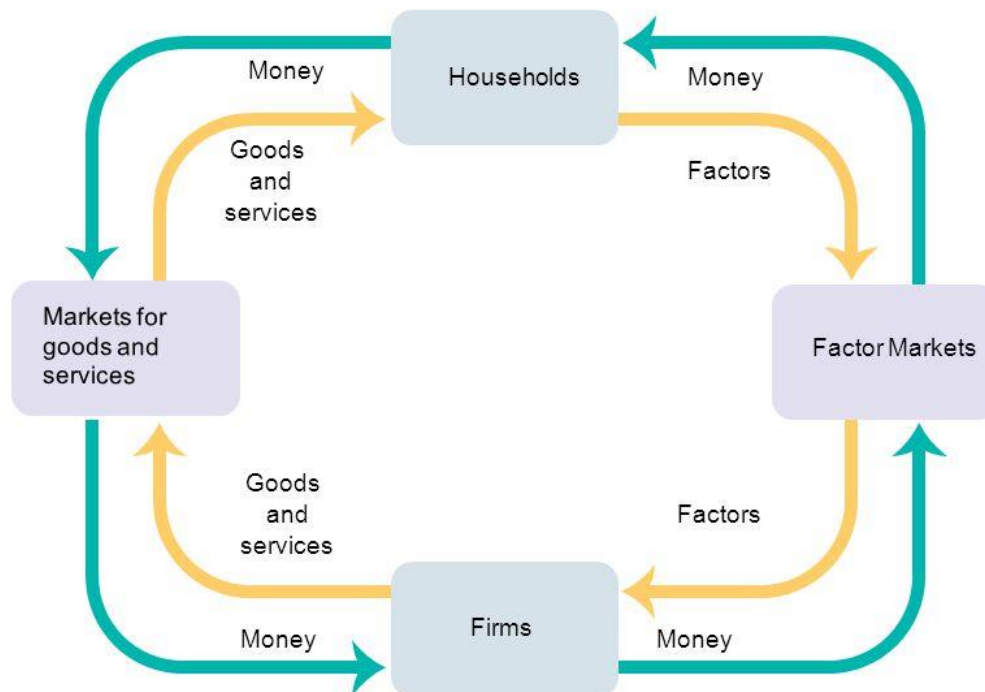 Money
Households
Money
Goods
and
services
Factors
Markets for
goods and
services
Factor Markets
Goods
and
services
Factors
Money
Firms
Money